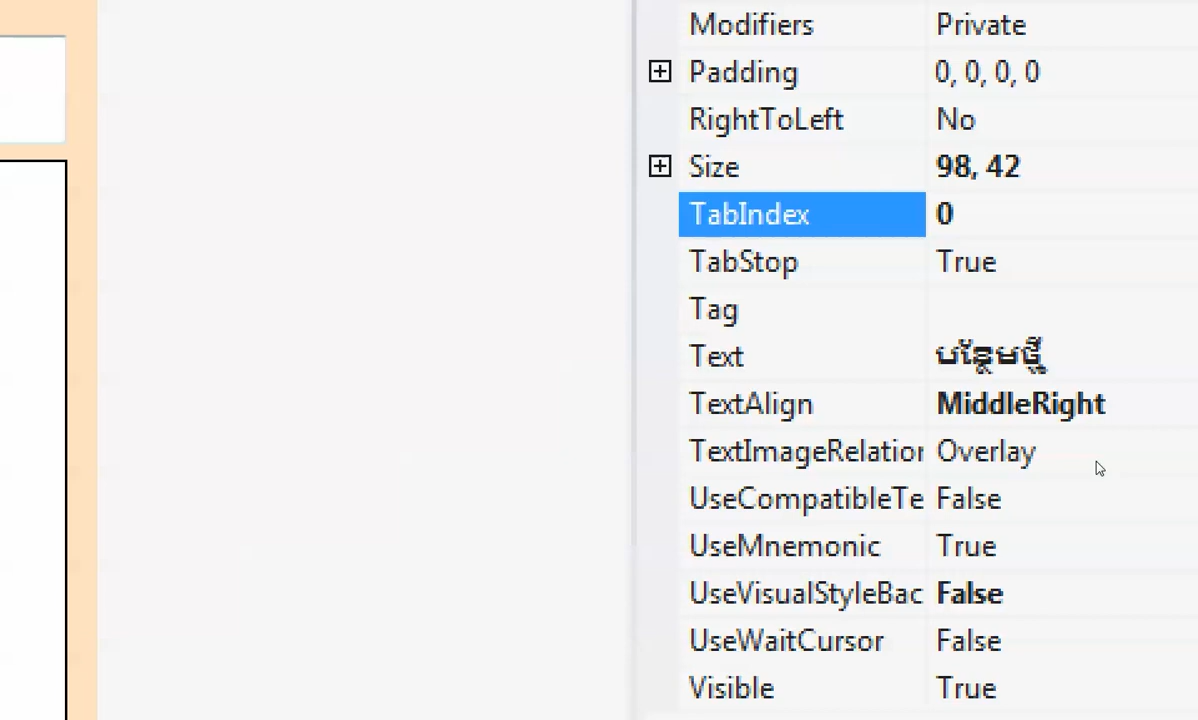 Modifiers Private
Padding 0, 0, 0, 0
RightToLeft No
Size 98, 42
TabIndex 0
TabStop True
Tag
Text បន្ថែមថ្មី
TextAlign MiddleRight
TextImageRelation Overlay
UseCompatibleTe False
UseMnemonic True
UseVisualStyleBac False
UseWaitCursor False
Visible True